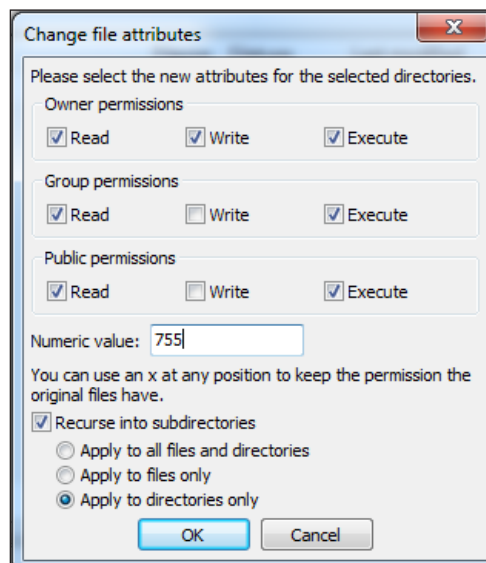 Change file attributes
Please select the new attributes for the selected directories.
Owner permissions
Read Write Execute
Group permissions
Read Write Execute
Public permissions
Read Write Execute
Numeric value: 755
You can use an x at any position to keep the permission the
original files have.
Recurse into subdirectories
Apply to all files and directories
Apply to files only
Apply to directories only
OK Cancel